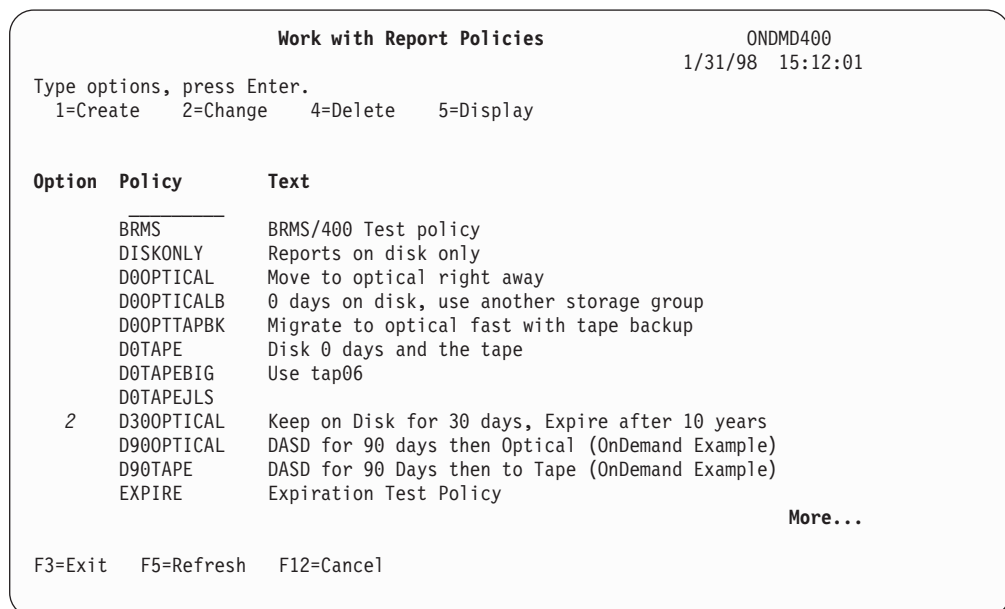 Work with Report Policies ONDMD400
1/31/98 15:12:01
Type options, press Enter.
1=Create 2=Change 4=Delete 5=Display
Option Policy Text
_________
BRMS BRMS/400 Test policy
DISKONLY Reports on disk only
D0OPTICAL Move to optical right away
D0OPTICALB 0 days on disk, use another storage group
D0OPTTAPBK Migrate to optical fast with tape backup
D0TAPE Disk 0 days and the tape
D0TAPEBIG Use tap06
D0TAPEJLS
2 D30OPTICAL Keep on Disk for 30 days, Expire after 10 years
D90OPTICAL DASD for 90 days then Optical (OnDemand Example)
D90TAPE DASD for 90 Days then to Tape (OnDemand Example)
EXPIRE Expiration Test Policy
More...
F3=Exit F5=Refresh F12=Cancel